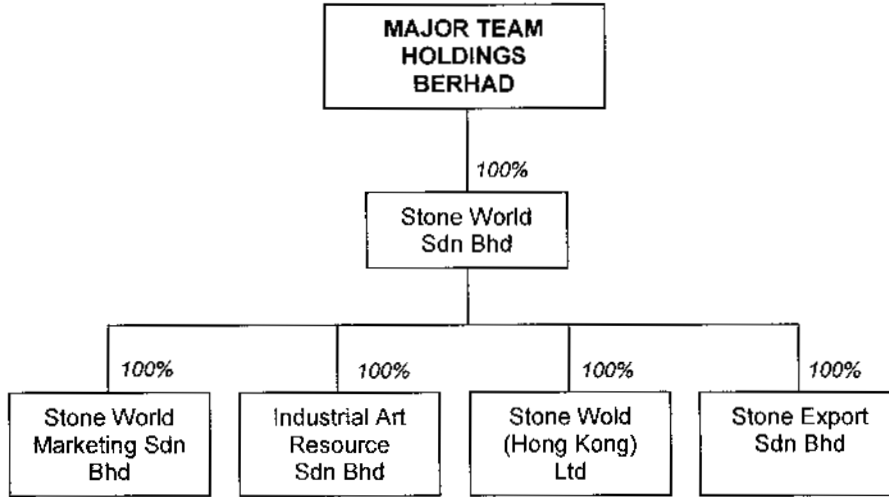 MAJOR TEAM
HOLDINGS
BERHAD
100%
Stone World
Sdn Bhd
100%
100%
100%
100%
Stone World
Marketing Sdn
Bhd
Industrial Art
Resource
Sdn Bhd
Stone Wold
(Hong Kong)
Ltd
Stone Export
Sdn Bhd